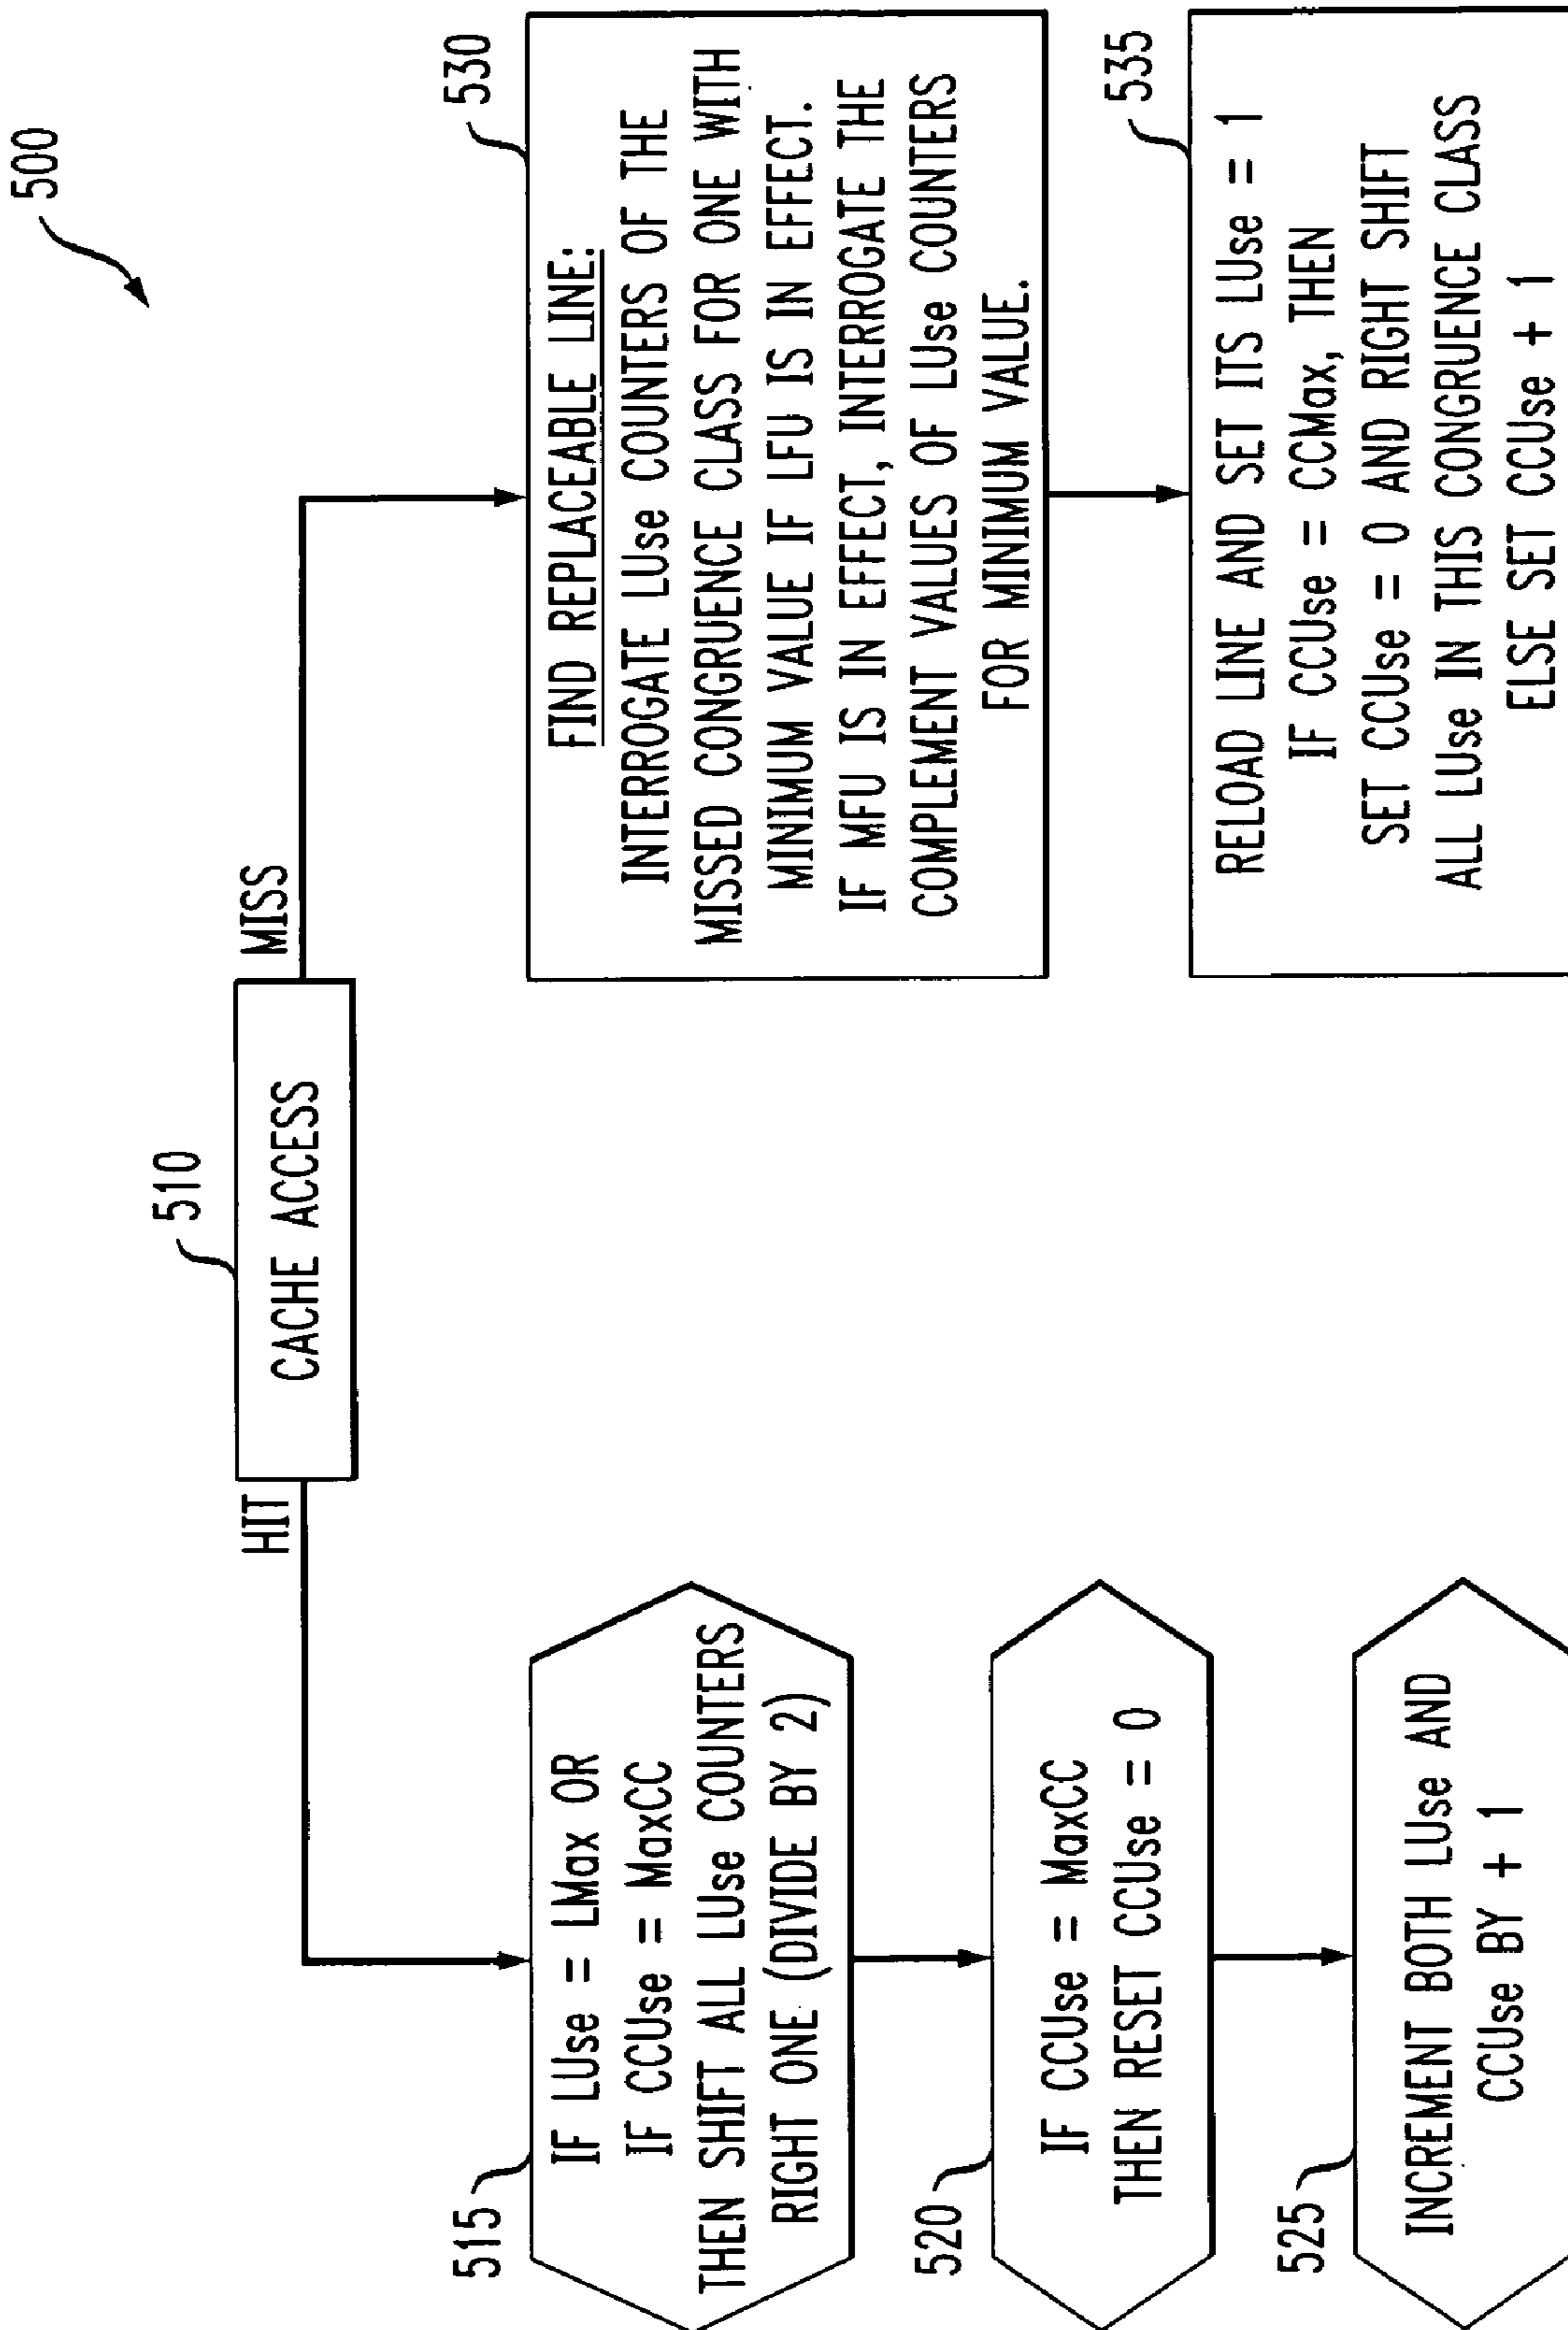 500
510
CACHE ACCESS
HIT
MISS
515
IF LUse = LMax OR
IF CCUse = MaxCC
THEN SHIFT ALL LUse COUNTERS
RIGHT ONE (DIVIDE BY 2)
520
IF CCUse = MaxCC
THEN RESET CCUse = 0
525
INCREMENT BOTH LUse AND
CCUse BY + 1
530
FIND REPLACEABLE LINE:
INTERROGATE LUse COUNTERS OF THE
MISSED CONGRUENCE CLASS FOR ONE WITH
MINIMUM VALUE IF LFU IS IN EFFECT.
IF MFU IS IN EFFECT, INTERROGATE THE
COMPLEMENT VALUES OF LUse COUNTERS
FOR MINIMUM VALUE.
535
RELOAD LINE AND SET ITS LUse = 1
IF CCUse = CCMax, THEN
SET CCUse = 0 AND RIGHT SHIFT
ALL LUse IN THIS CONGRUENCE CLASS
ELSE SET CCUse + 1